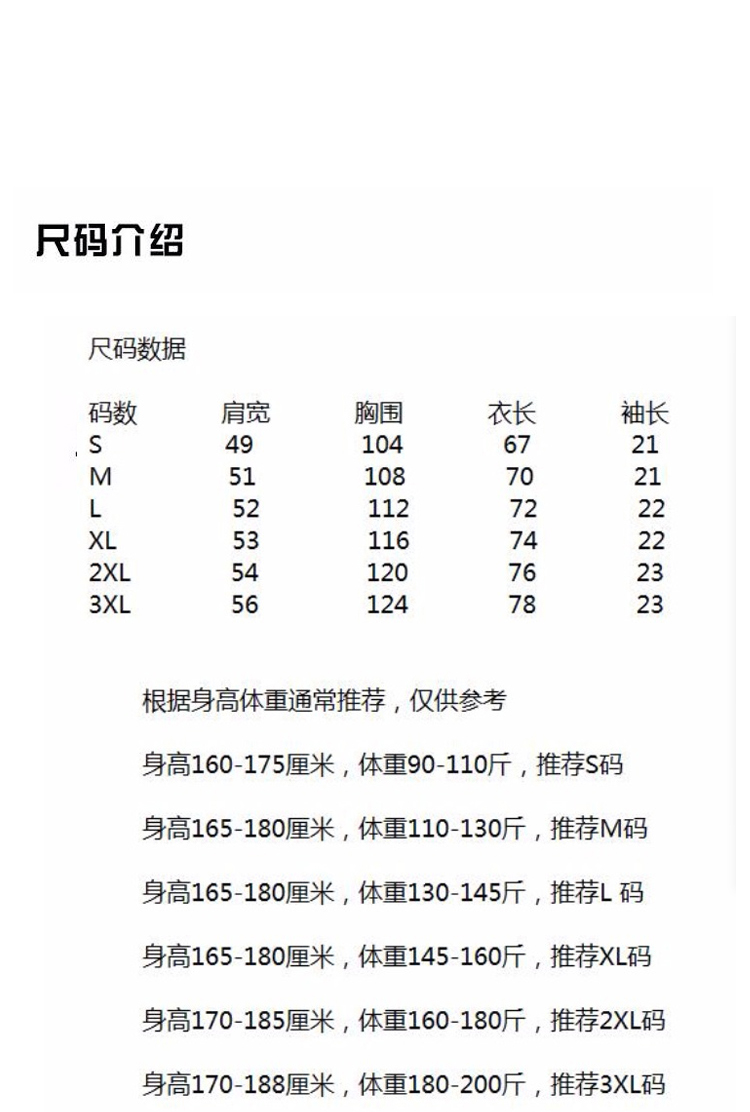 尺码介绍
尺码数据
码数 肩宽 胸围 衣长 袖长
S 49 104 67 21
M 51 108 70 21
L 52 112 72 22
XL 53 116 74 22
2XL 54 120 76 23
3XL 56 124 78 23
根据身高体重通常推荐，仅供参考
身高160-175厘米，体重90-110斤，推荐S码
身高165-180厘米，体重110-130斤，推荐M码
身高165-180厘米，体重130-145斤，推荐L 码
身高165-180厘米，体重145-160斤，推荐XL码
身高170-185厘米，体重160-180斤，推荐2XL码
身高170-188厘米，体重180-200斤，推荐3XL码